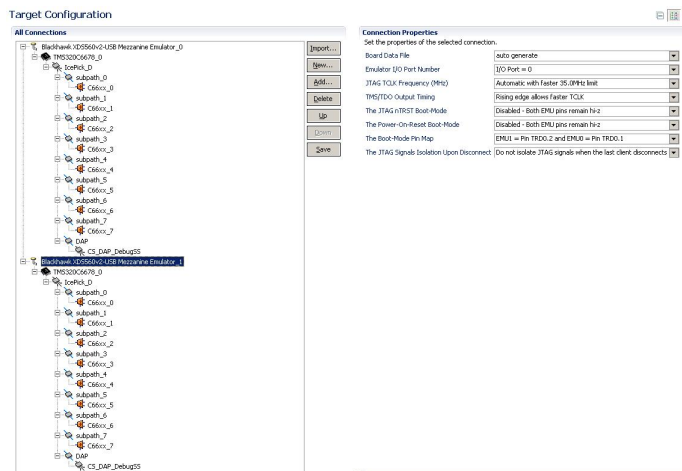 Target Configuration
All Connections
Blackhawk XDS560v2-USB Mezzanine Emulator_0
TMS320C6678_0
IcePick_D
subpath_0
C66xx_0
subpath_1
C66xx_1
subpath_2
C66xx_2
subpath_3
C66xx_3
subpath_4
C66xx_4
subpath_5
C66xx_5
subpath_6
C66xx_6
subpath_7
C66xx_7
DAP
CS_DAP_DebugSS
Blackhawk XDS560v2-USB Mezzanine Emulator_1
TMS320C6678_0
IcePick_D
subpath_0
C66xx_0
subpath_1
C66xx_1
subpath_2
C66xx_2
subpath_3
C66xx_3
subpath_4
C66xx_4
subpath_5
C66xx_5
subpath_6
C66xx_6
subpath_7
C66xx_7
DAP
CS_DAP_DebugSS
Import...
New...
Add...
Delete
Up
Down
Save
Connection Properties
Set the properties of the selected connection.
Board Data File auto generate
Emulator I/O Port Number I/O Port = 0
JTAG TCLK Frequency (MHz) Automatic with faster 35.0MHz limit
TMS/TDO Output Timing Rising edge allows faster TCLK
The JTAG nTRST Boot-Mode Disabled - Both EMU pins remain hi-z
The Power-On-Reset Boot-Mode Disabled - Both EMU pins remain hi-z
The Boot-Mode Pin Map EMU1 = Pin TRD0.2 and EMU0 = Pin TRD0.1
The JTAG Signals Isolation Upon Disconnect Do not isolate JTAG signals when the last client disconnects